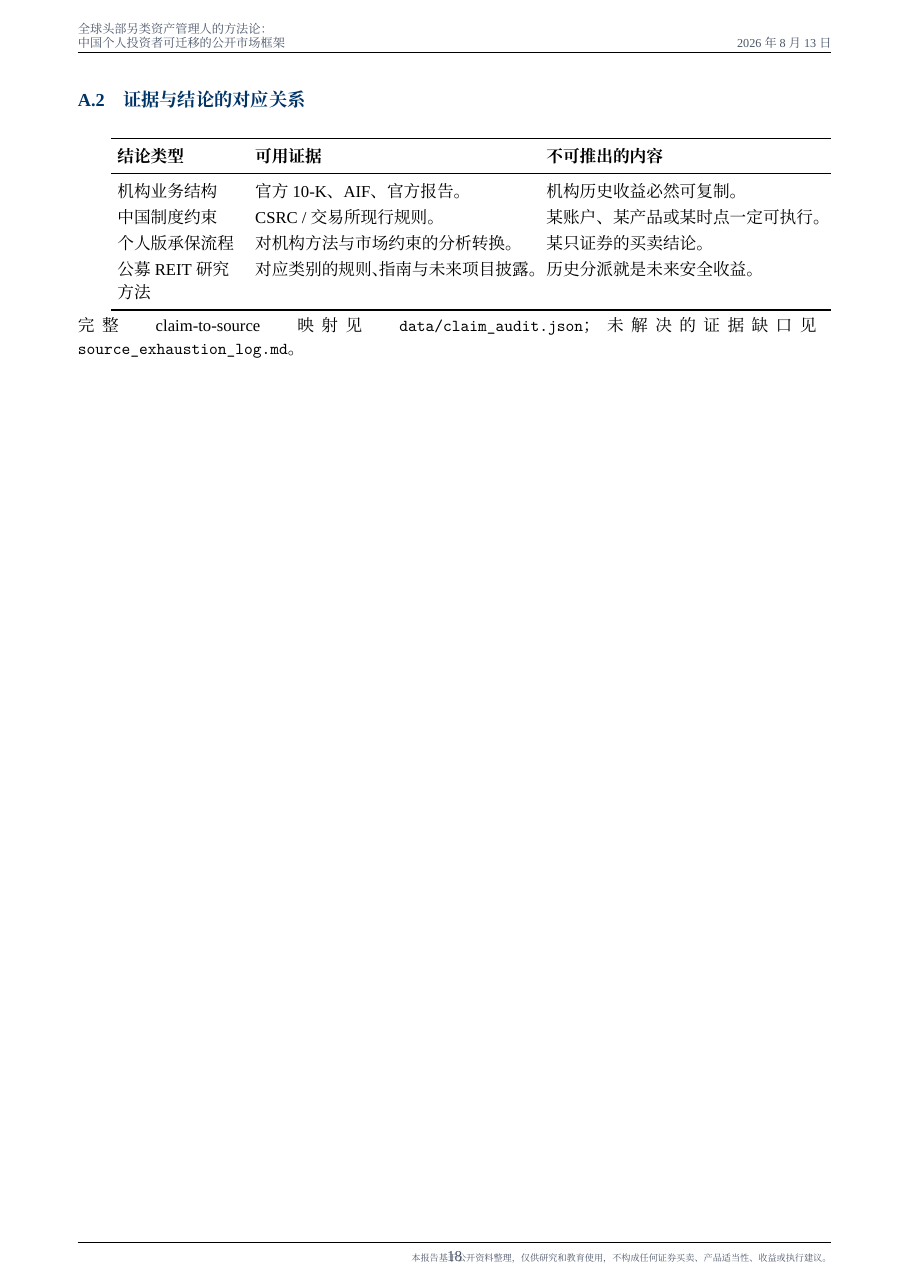 全球头部另类资产管理人的方法论：
中国个人投资者可迁移的公开市场框架
2026 年 8 月 13 日
A.2 证据与结论的对应关系
结论类型 可用证据 不可推出的内容
机构业务结构 官方 10-K、AIF、官方报告。 机构历史收益必然可复制。
中国制度约束 CSRC / 交易所现行规则。 某账户、某产品或某时点一定可执行。
个人版承保流程 对机构方法与市场约束的分析转换。 某只证券的买卖结论。
公募 REIT 研究 对应类别的规则、指南与未来项目披露。 历史分派就是未来安全收益。
方法
完整 claim-to-source 映射见 data/claim_audit.json；未解决的证据缺口见
source_exhaustion_log.md。
18
本报告基于公开资料整理，仅供研究和教育使用，不构成任何证券买卖、产品适当性、收益或执行建议。